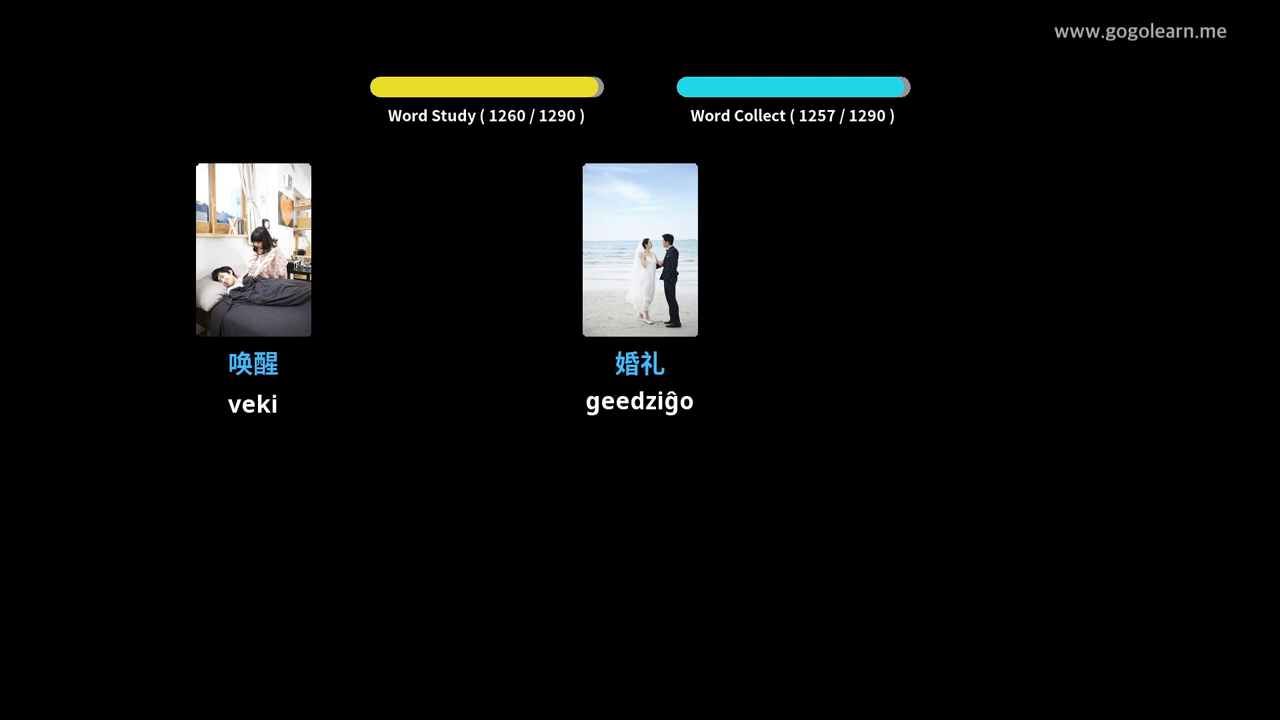 www.gogolearn.me
Word Study ( 1260 / 1290 )
Word Collect ( 1257 / 1290 )
唤醒
婚礼
veki
geedziĝo